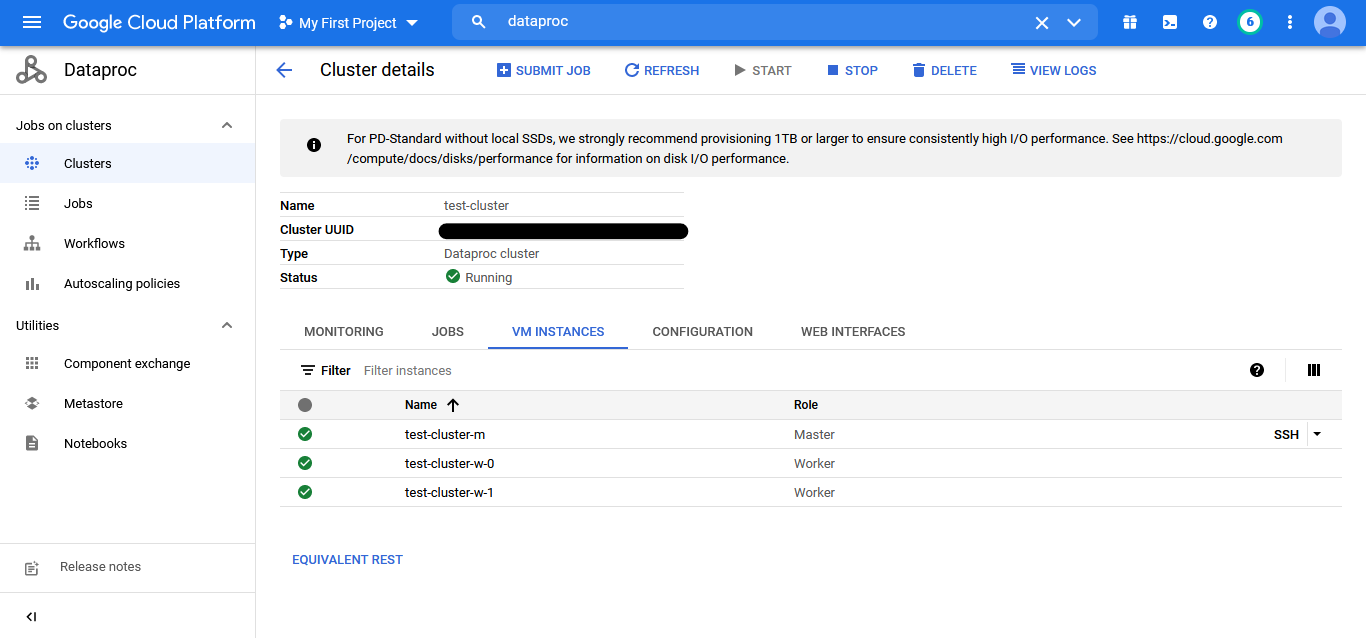 Google Cloud Platform
My First Project
dataproc
6
Dataproc
Cluster details
SUBMIT JOB
REFRESH
START
STOP
DELETE
VIEW LOGS
Jobs on clusters
Clusters
Jobs
Workflows
Autoscaling policies
Utilities
Component exchange
Metastore
Notebooks
Release notes
For PD-Standard without local SSDs, we strongly recommend provisioning 1TB or larger to ensure consistently high I/O performance. See https://cloud.google.com
/compute/docs/disks/performance for information on disk I/O performance.
Name test-cluster
Cluster UUID
Type Dataproc cluster
Status Running
MONITORING JOBS VM INSTANCES CONFIGURATION WEB INTERFACES
Filter Filter instances
Name Role
test-cluster-m Master SSH
test-cluster-w-0 Worker
test-cluster-w-1 Worker
EQUIVALENT REST